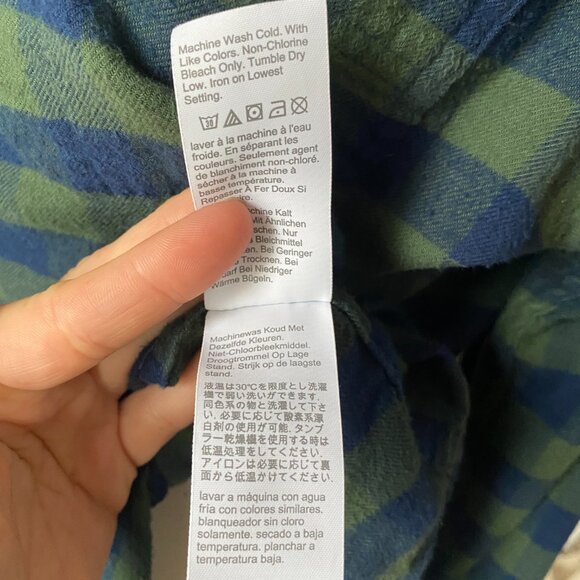 Machine Wash Cold. With
Like Colors. Non-Chlorine
Bleach Only. Tumble Dry
Low. Iron on Lowest
Setting.
30
laver à la machine à l'eau
froide. En séparant les
couleurs. Seulement agent
de blanchiment non-chloré.
sécher à la machine à
basse température.
Repasser À Fer Doux Si
Kalt
Mit Ähnlichen
Nur
Bleichmittel
Bei Geringer
Trocknen. Bei
Bei Niedriger
Wärme Bügeln.
Machinewas Koud Met
Dezelfde Kleuren.
Niet-Chloorbleekmiddel.
Droogtrommel Op Lage
Stand. Strijk op de laagste
stand.
液温は30℃を限度とし洗濯
機で弱い洗いができます.
同色系の物と洗濯して下さ
い. 必要に応じて酸素系漂
白剤の使用が可能. タンブ
ラー乾燥機を使用する時は
低温処理をしてください.
アイロンは必要に応じて裏
面から低温でかけてください.
lavar a máquina con agua
fría con colores similares.
blanqueador sin cloro
solamente. secado a baja
temperatura. planchar a
temperatura baja.